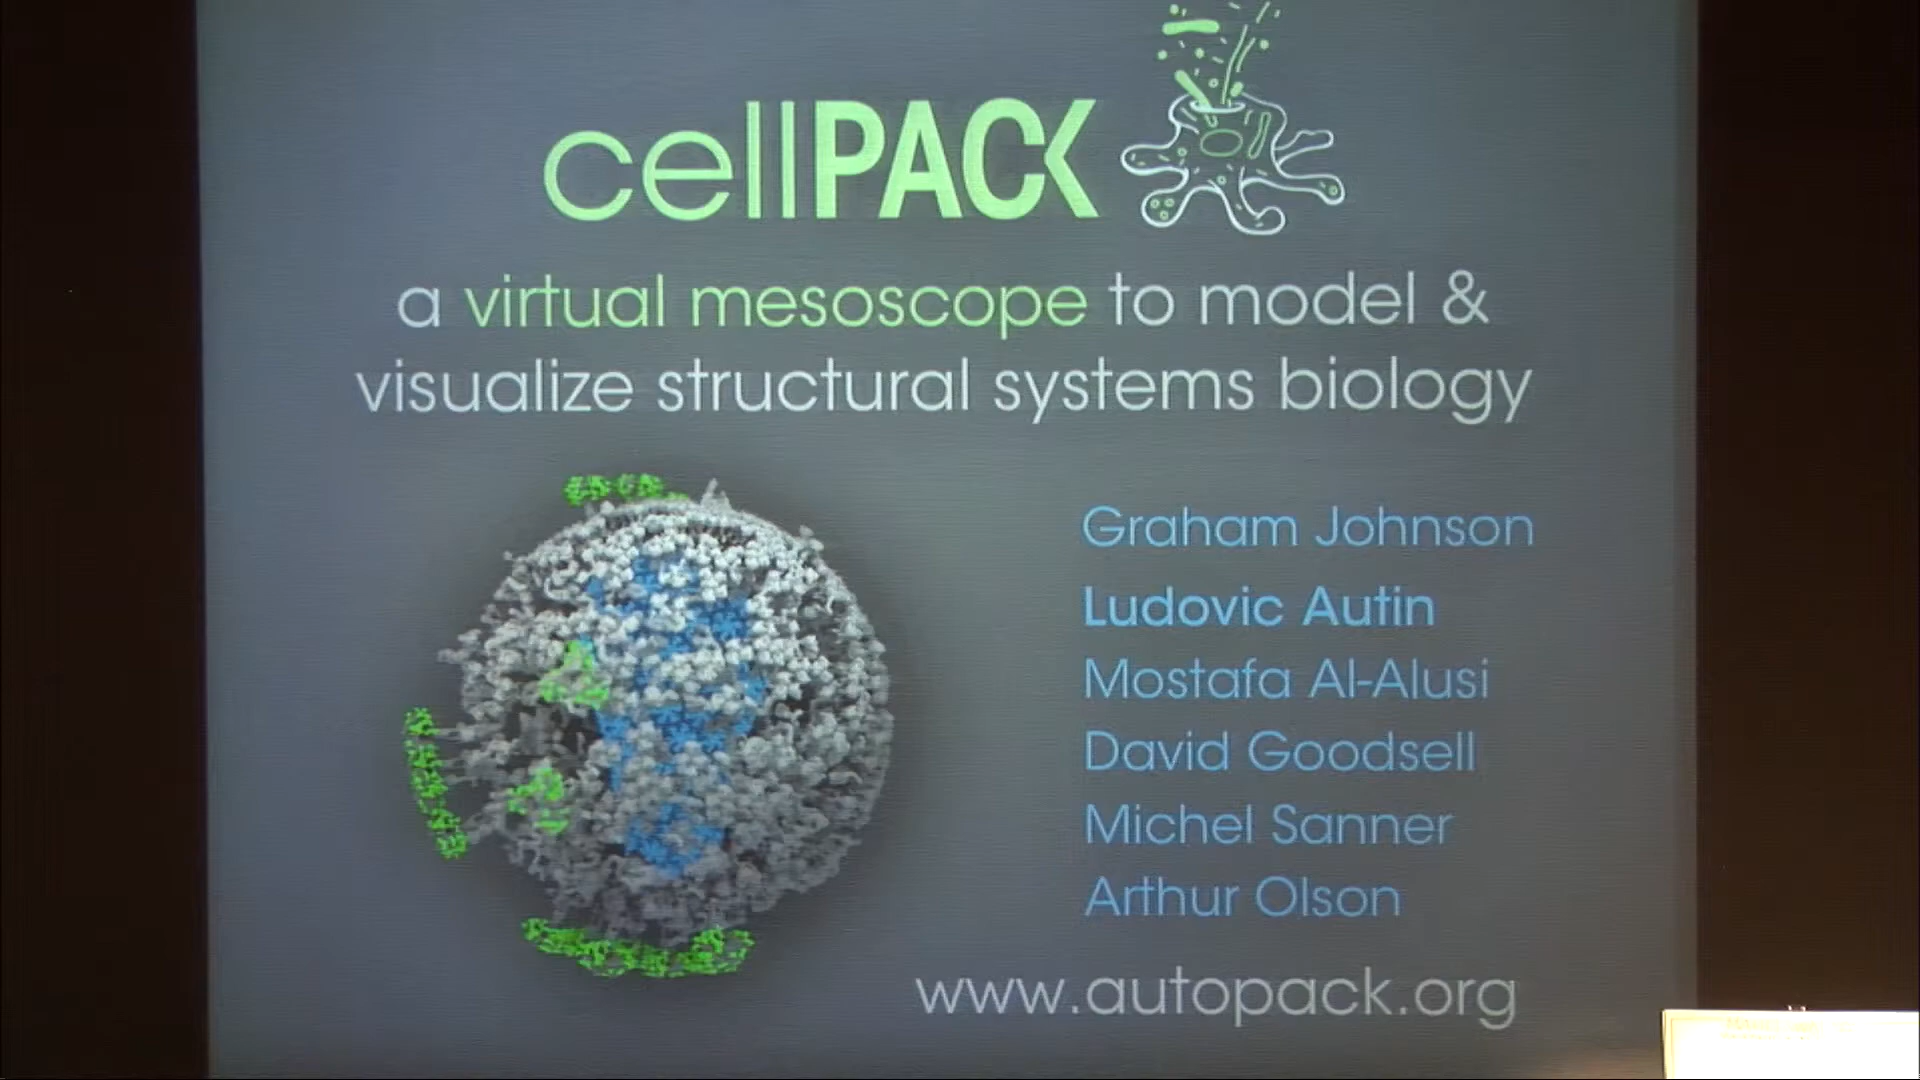 cellPACK
a virtual mesoscope to model &
visualize structural systems biology
Graham Johnson
Ludovic Autin
Mostafa Al-Alusi
David Goodsell
Michel Sanner
Arthur Olson
www.autopack.org